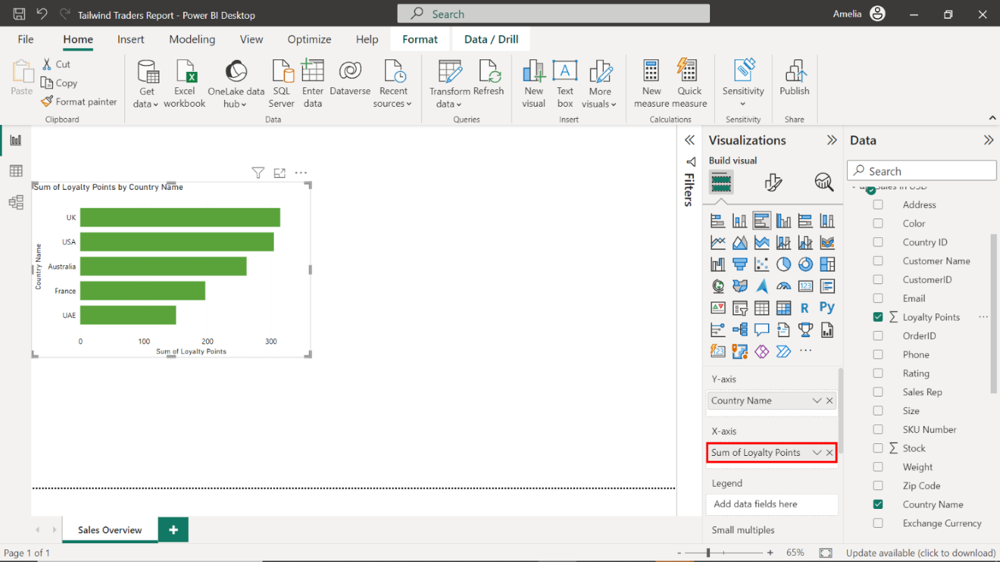 Tailwind Traders Report - Power BI Desktop
Search
Amelia
File Home Insert Modeling View Optimize Help Format Data / Drill
Paste
Cut
Copy
Format painter
Clipboard
Get data
Excel workbook
OneLake data hub
SQL Server
Enter data
Dataverse
Recent sources
Data
Transform data
Refresh
Queries
New visual
Text box
More visuals
Insert
New measure
Quick measure
Calculations
Sensitivity
Sensitivity
Publish
Share
Sum of Loyalty Points by Country Name
Country Name
UK
USA
Australia
France
UAE
0 100 200 300
Sum of Loyalty Points
Filters
Visualizations
Build visual
123
R
Py
123
Y-axis
Country Name
X-axis
Sum of Loyalty Points
Legend
Add data fields here
Small multiples
Data
Search
Sales in USD
Address
Color
Country ID
Customer Name
CustomerID
Email
Loyalty Points
OrderID
Phone
Rating
Sales Rep
Size
SKU Number
Stock
Weight
Zip Code
Country Name
Exchange Currency
Sales Overview
Page 1 of 1
- + 65%
Update available (click to download)